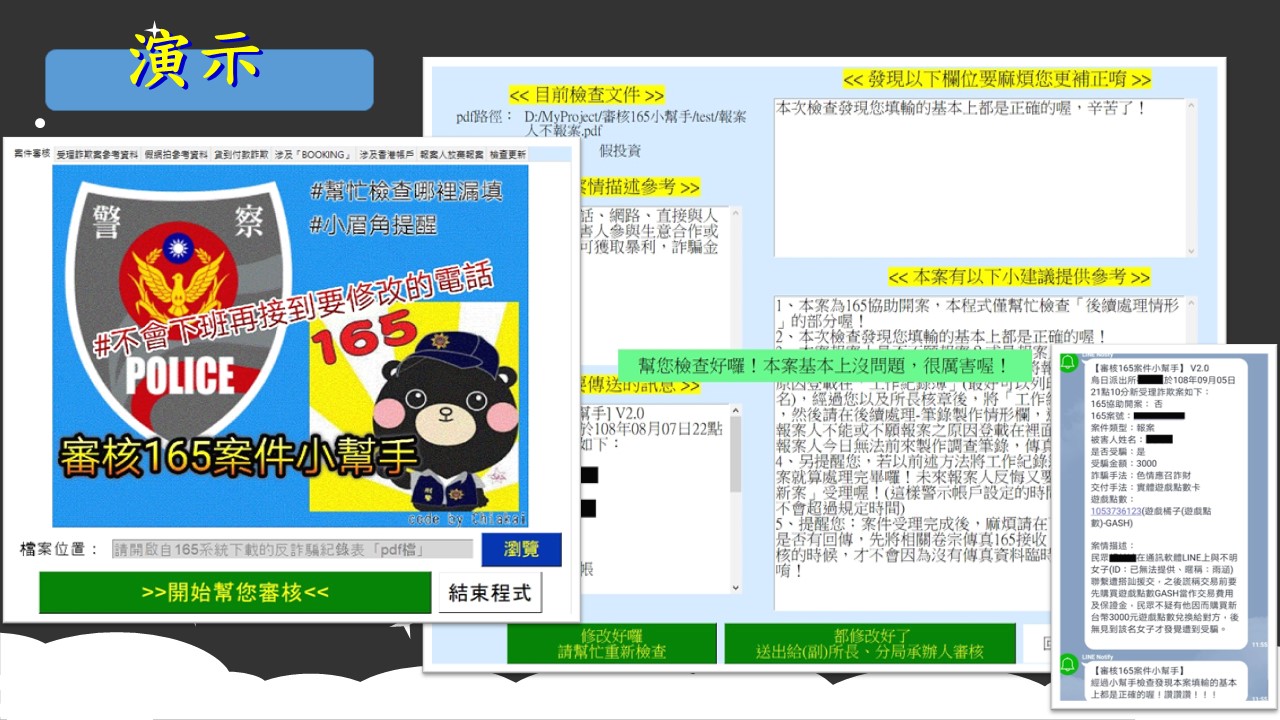 演示
案件審核 受理詐欺案參考資料 假網拍參考資料 貨到付款詐欺 涉及「BOOKING」 涉及香港帳戶 報案人放棄報案 檢查更新
警 察
#幫忙檢查哪裡漏填
#小眉角提醒
#不會下班再接到要修改的電話
165
POLICE
審核165案件小幫手
code by Chiakai
檔案位置:
請開啟自165系統下載的反詐騙紀錄表「pdf檔」
瀏覽
>>開始幫您審核<<
結束程式
<< 目前檢查文件 >>
pdf路徑: D:/MyProject/審核165小幫手/test/報案
人不報案.pdf
假投資
案情描述參考 >>
話、網路、直接與人
害人參與生意合作或
可獲取暴利,詐騙金
要傳送的訊息 >>
幫手] V2.0
於108年08月07日22點
如下:
帳
修改好囉
請幫忙重新檢查
<< 發現以下欄位要麻煩您更補正唷 >>
本次檢查發現您填輸的基本上都是正確的喔,辛苦了!
<< 本案有以下小建議提供參考 >>
1、本案為165協助開案,本程式僅幫忙檢查「後續處理情形
」的部分喔!
2、本次檢查發現您填輸的基本上都是正確的喔!
幫您檢查好囉!本案基本上沒問題,很厲害喔!
名),經過您以及所長核章後,將「工作紀
,然後請在後續處理-筆錄製作情形欄,
報案人不能或不願報案之原因登載在裡面
報案人今日無法前來製作調查筆錄,傳真
4、另提醒您,若以前述方法將工作紀錄
案就算處理完畢囉!未來報案人反悔又要
新案」受理喔!(這樣警示帳戶設定的時間
不會超過規定時間)
5、提醒您:案件受理完成後,麻煩請在
是否有回傳,先將相關卷宗傳真165接收
核的時候,才不會因為沒有傳真資料臨時
唷!
都修改好了
送出給(副)所長、分局承辦人審核
LINE Notify
【審核165案件小幫手】 V2.0
烏日派出所 於108年09月05日
21點10分新受理詐欺案如下:
165協助開案: 否
165案號:
案件類型:報案
被害人姓名:
是否受騙:是
受騙金額:3000
詐騙手法:色情應召詐財
交付手法:實體遊戲點數卡
遊戲點數:
1053736123(遊戲橘子(遊戲點
數)-GASH)
案情描述:
民眾 在通訊軟體LINE上與不明
女子(ID:已無法提供、暱稱:雨涵)
聯繫遭搭訕援交,之後謊稱交易前要
先購買遊戲點數GASH當作交易費用
及保證金,民眾不疑有他因而購買新
台幣3000元遊戲點數兌換給對方,後
無見到該名女子才發覺遭到受騙。
11:55
LINE Notify
【審核165案件小幫手】
經過小幫手檢查發現本案填輸的基本
上都是正確的喔!讚讚讚!!!
11:55